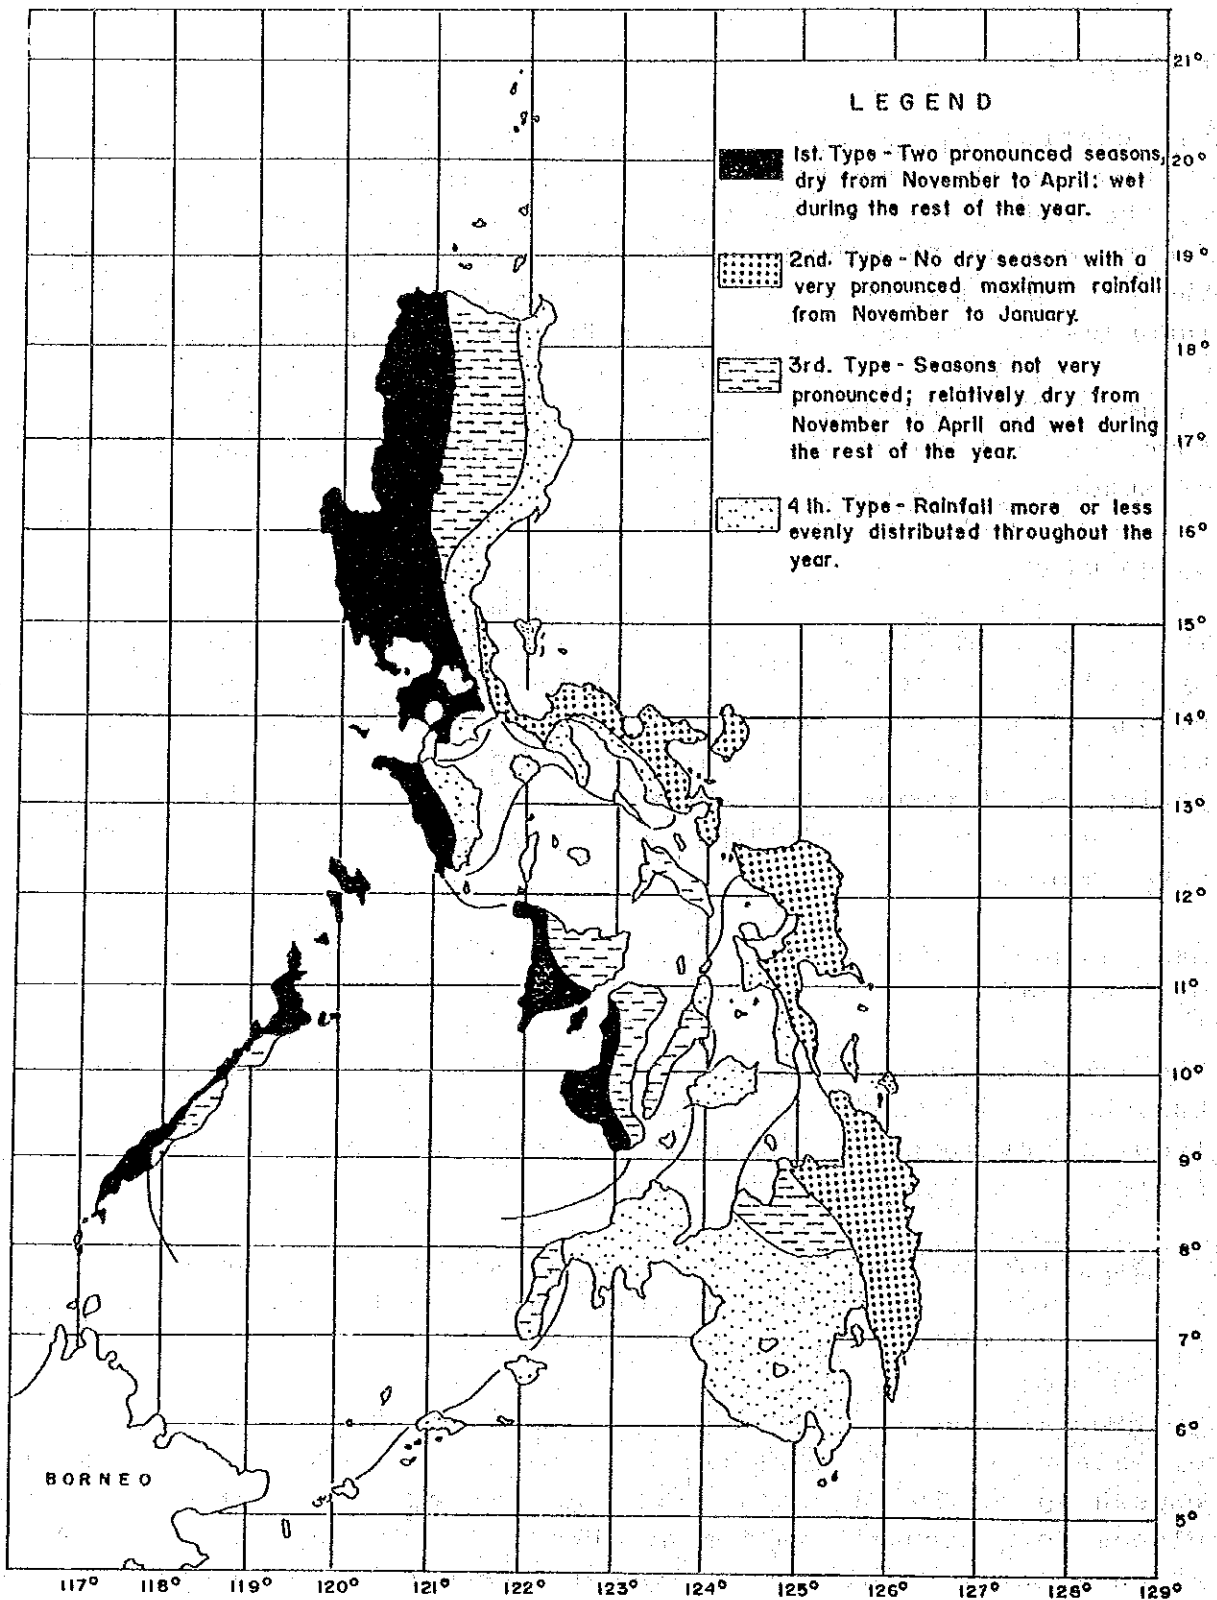 LEGEND
1st. Type - Two pronounced seasons,
dry from November to April: wet
during the rest of the year.
2nd. Type - No dry season with a
very pronounced maximum rainfall
from November to January.
3rd. Type - Seasons not very
pronounced; relatively dry from
November to April and wet during
the rest of the year.
4th. Type - Rainfall more or less
evenly distributed throughout the
year.
21°
20°
19°
18°
17°
16°
15°
14°
13°
12°
11°
10°
9°
8°
7°
6°
5°
BORNEO
117° 118° 119° 120° 121° 122° 123° 124° 125° 126° 127° 128° 129°